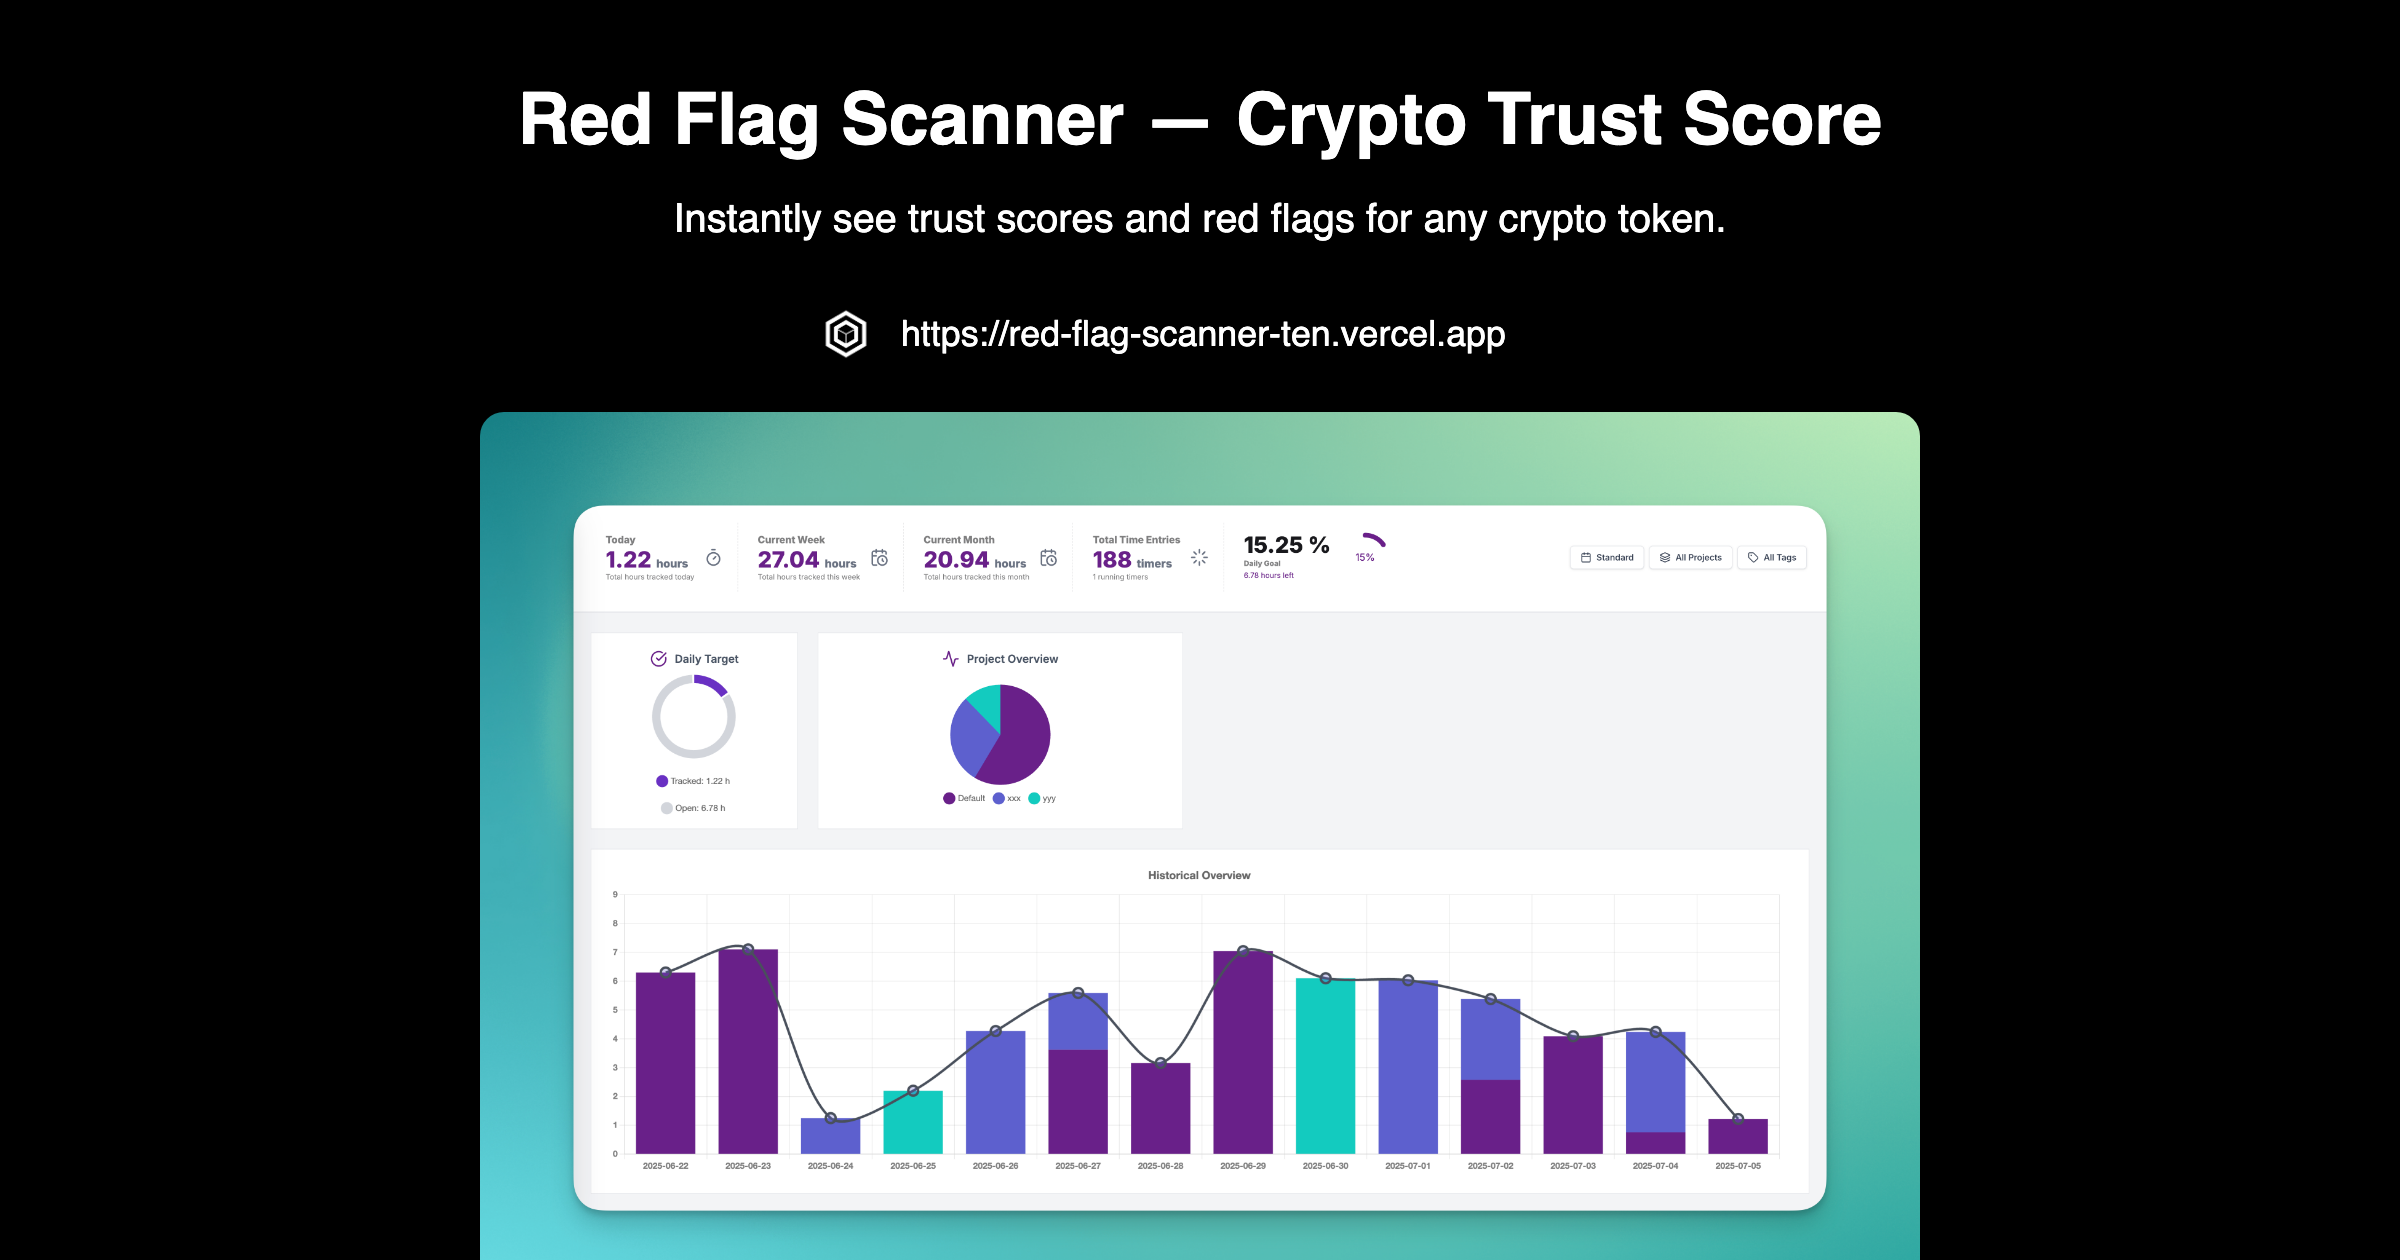 Red Flag Scanner — Crypto Trust Score
Instantly see trust scores and red flags for any crypto token.
https://red-flag-scanner-ten.vercel.app
Today
1.22 hours
Total hours tracked today
Current Week
27.04 hours
Total hours tracked this week
Current Month
20.94 hours
Total hours tracked this month
Total Time Entries
188 timers
1 running timers
15.25 %
Daily Goal
6.78 hours left
15%
Standard
All Projects
All Tags
Daily Target
Tracked: 1.22 h
Open: 6.78 h
Project Overview
Default xxx yyy
Historical Overview
9
8
7
6
5
4
3
2
1
0
2025-06-22 2025-06-23 2025-06-24 2025-06-25 2025-06-26 2025-06-27 2025-06-28 2025-06-29 2025-06-30 2025-07-01 2025-07-02 2025-07-03 2025-07-04 2025-07-05